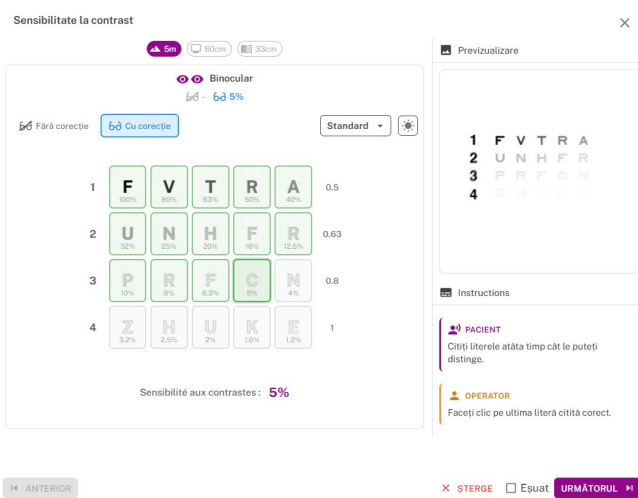 Sensibilitate la contrast
5m 60cm 33cm
Binocular
- 5%
Fără corecție Cu corecție Standard
1 F 100% V 80% T 63% R 50% A 40% 0.5
2 U 32% N 25% H 20% F 16% R 12,5% 0.63
3 P 10% R 8% F 6,3% C 5% N 4% 0.8
4 Z 3,2% H 2,5% U 2% K 1,6% E 1,2% 1
Sensibilité aux contrastes : 5%
Previzualizare
1 F V T R A
2 U N H F R
3 P R F C N
4 Z H U K E
Instructions
PACIENT
Citiți literele atâta timp cât le puteți
distinge.
OPERATOR
Faceți clic pe ultima literă citită corect.
ANTERIOR ȘTERGE Eșuat URMĂTORUL